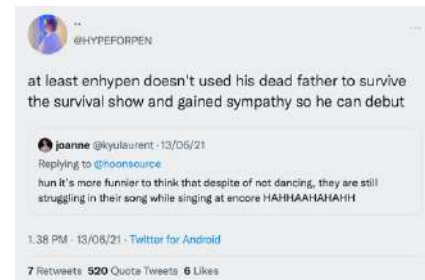 ..
@HYPEFORPEN
at least enhypen doesn't used his dead father to survive
the survival show and gained sympathy so he can debut
joanne @kyulaurent · 13/06/21
Replying to @hoonsource
hun it's more funnier to think that despite of not dancing, they are still
struggling in their song while singing at encore HAHHAAHAHAHH
1.38 PM · 13/06/21 · Twitter for Android
7 Retweets 520 Quote Tweets 6 Likes